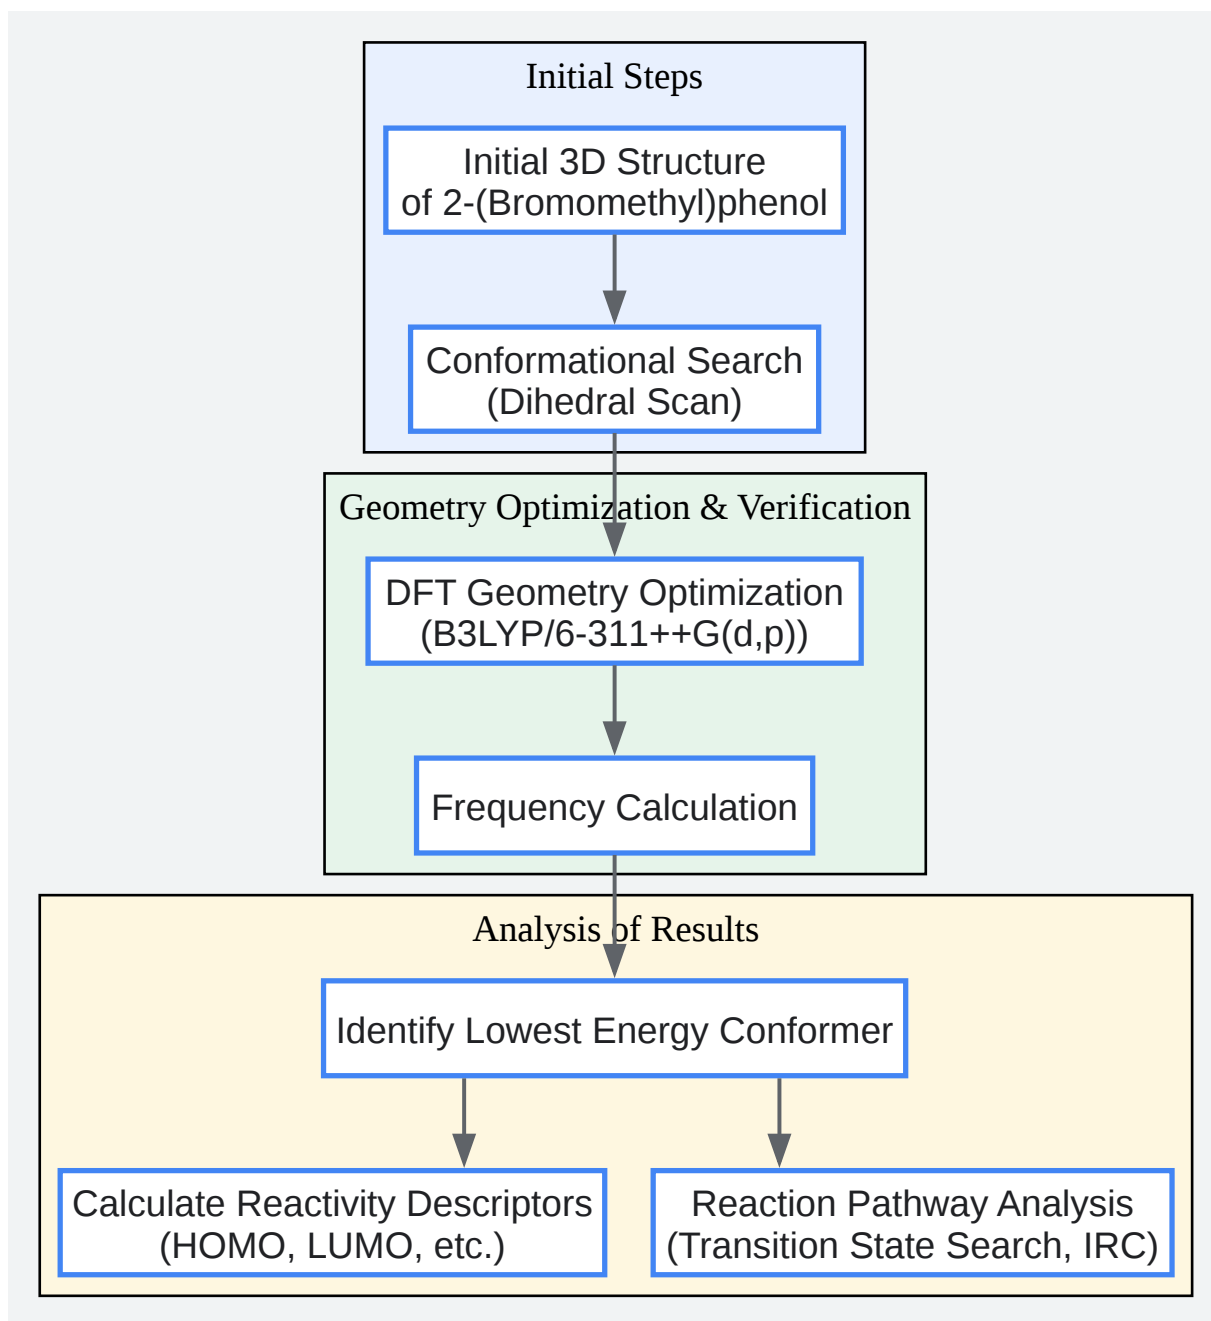 Initial Steps
Initial 3D Structure
of 2-(Bromomethyl)phenol
Conformational Search
(Dihedral Scan)
Geometry Optimization & Verification
DFT Geometry Optimization
(B3LYP/6-311++G(d,p))
Frequency Calculation
Analysis of Results
Identify Lowest Energy Conformer
Calculate Reactivity Descriptors
(HOMO, LUMO, etc.)
Reaction Pathway Analysis
(Transition State Search, IRC)